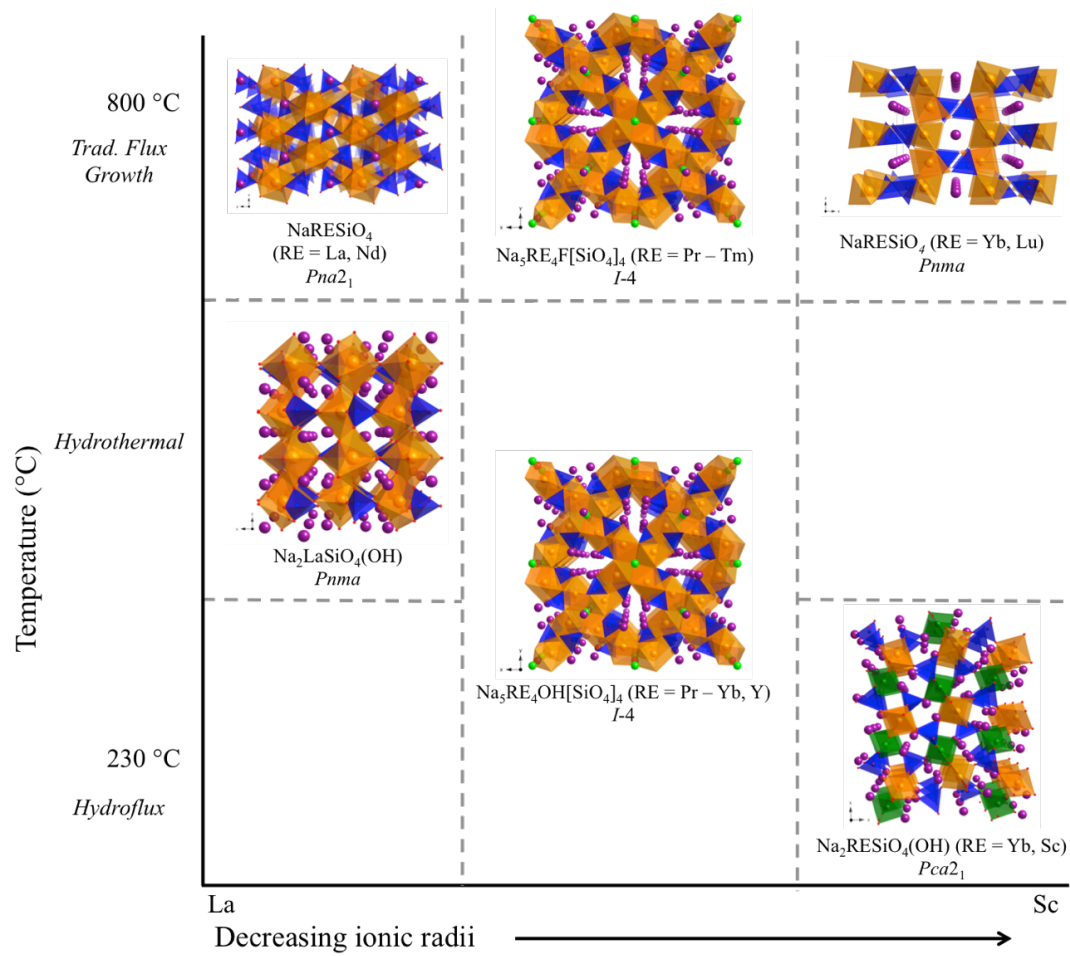 800 °C
Trad. Flux
Growth
NaRESiO₄
(RE = La, Nd)
Pna2₁
Na₅RE₄F[SiO₄]₄ (RE = Pr – Tm)
I-4
NaRESiO₄ (RE = Yb, Lu)
Pnma
Hydrothermal
Na₂LaSiO₄(OH)
Pnma
Na₅RE₄OH[SiO₄]₄ (RE = Pr – Yb, Y)
I-4
230 °C
Hydroflux
Na₂RESiO₄(OH) (RE = Yb, Sc)
Pca2₁
Temperature (°C)
La
Sc
Decreasing ionic radii